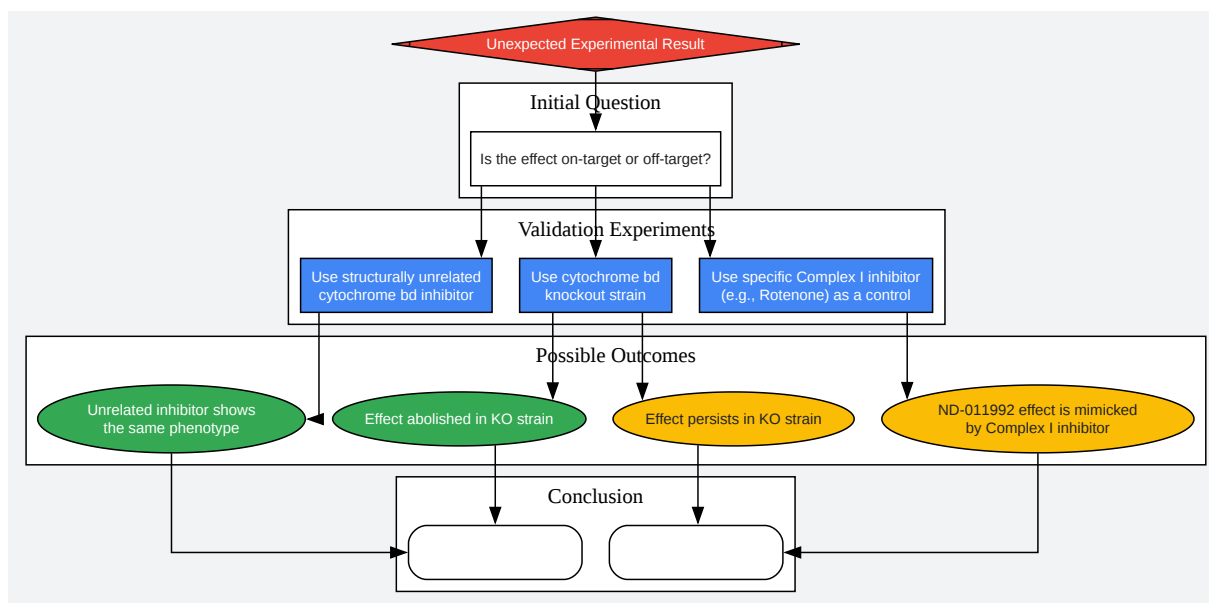 Unexpected Experimental Result
Initial Question
Is the effect on-target or off-target?
Validation Experiments
Use structurally unrelated
cytochrome bd inhibitor
Use cytochrome bd
knockout strain
Use specific Complex I inhibitor
(e.g., Rotenone) as a control
Possible Outcomes
Unrelated inhibitor shows
the same phenotype
Effect abolished in KO strain
Effect persists in KO strain
ND-011992 effect is mimicked
by Complex I inhibitor
Conclusion